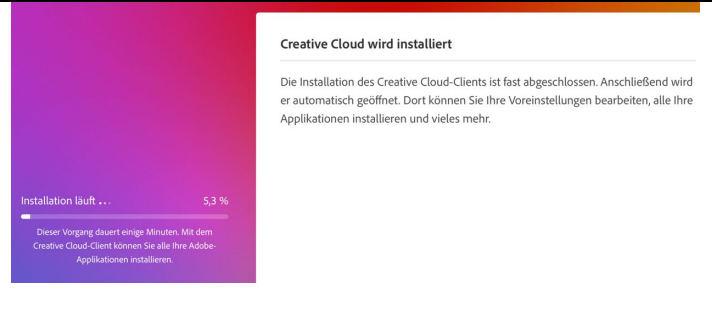 Creative Cloud wird installiert
Die Installation des Creative Cloud-Clients ist fast abgeschlossen. Anschließend wird
er automatisch geöffnet. Dort können Sie Ihre Voreinstellungen bearbeiten, alle Ihre
Applikationen installieren und vieles mehr.
Installation läuft ... 5,3 %
Dieser Vorgang dauert einige Minuten. Mit dem
Creative Cloud-Client können Sie alle Ihre Adobe-
Applikationen installieren.